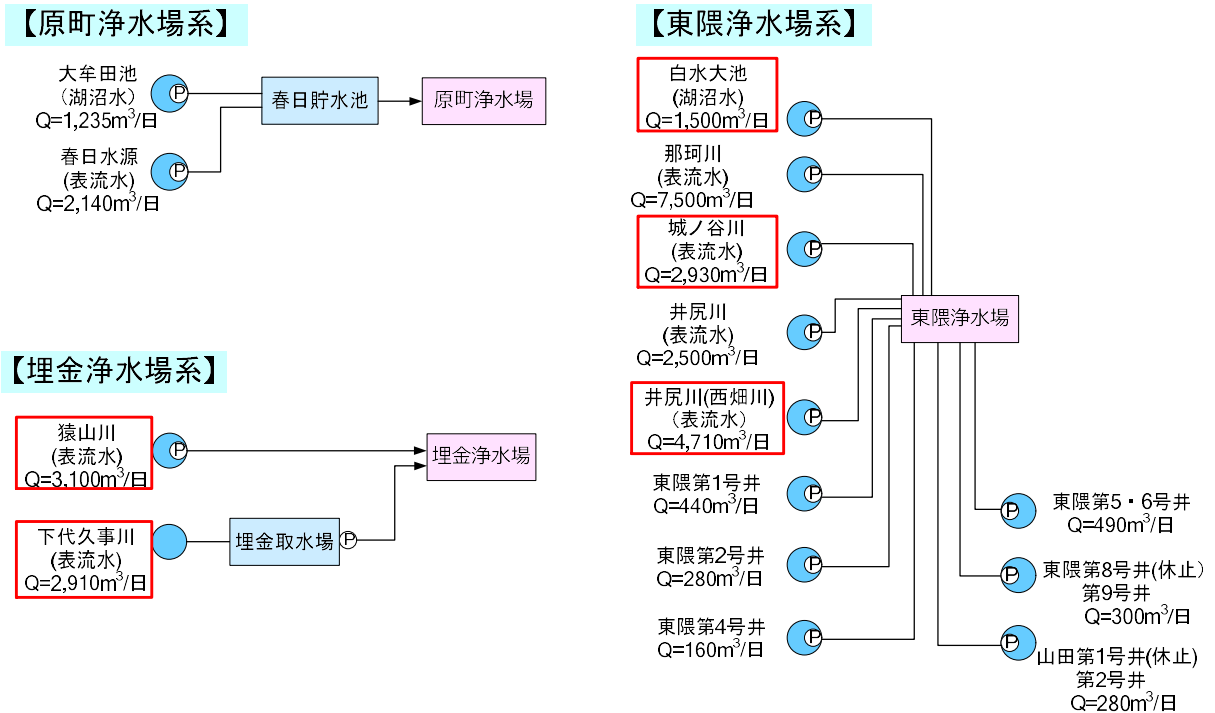 【原町浄水場系】
大牟田池
（湖沼水）
Q=1,235m³/日
P
春日水源
(表流水)
Q=2,140m³/日
P
春日貯水池
原町浄水場
【埋金浄水場系】
猿山川
(表流水)
Q=3,100m³/日
P
下代久事川
(表流水)
Q=2,910m³/日
埋金取水場
P
埋金浄水場
【東隈浄水場系】
白水大池
(湖沼水)
Q=1,500m³/日
P
那珂川
(表流水)
Q=7,500m³/日
P
城ノ谷川
(表流水)
Q=2,930m³/日
P
井尻川
(表流水)
Q=2,500m³/日
P
井尻川(西畑川)
（表流水）
Q=4,710m³/日
P
東隈第1号井
Q=440m³/日
P
東隈第2号井
Q=280m³/日
P
東隈第4号井
Q=160m³/日
P
東隈浄水場
P
東隈第5・6号井
Q=490m³/日
P
東隈第8号井(休止）
第9号井
Q=300m³/日
P
山田第1号井(休止)
第2号井
Q=280m³/日